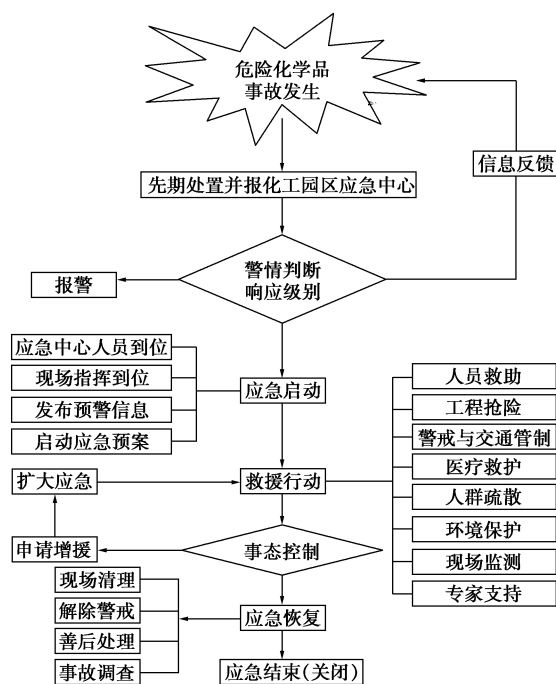 危险化学品
事故发生
信息反馈
先期处置并报化工园区应急中心
警情判断
响应级别
报警
应急中心人员到位
现场指挥到位
发布预警信息
启动应急预案
应急启动
人员救助
工程抢险
警戒与交通管制
医疗救护
人群疏散
环境保护
现场监测
专家支持
扩大应急
救援行动
申请增援
事态控制
现场清理
解除警戒
善后处理
事故调查
应急恢复
应急结束(关闭)